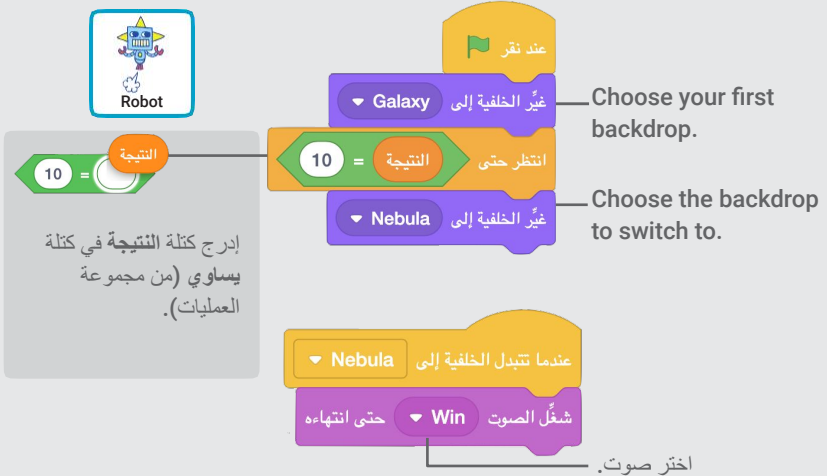 Robot
عند نقر
غيِّر الخلفية إلى Galaxy
Choose your first
backdrop.
انتظر حتى النتيجة = 10
غيِّر الخلفية إلى Nebula
Choose the backdrop
to switch to.
النتيجة
= 10
إدرج كتلة النتيجة في كتلة
يساوي (من مجموعة
العمليات).
عندما تتبدل الخلفية إلى Nebula
شغِّل الصوت Win حتى انتهاءه
اختر صوت.